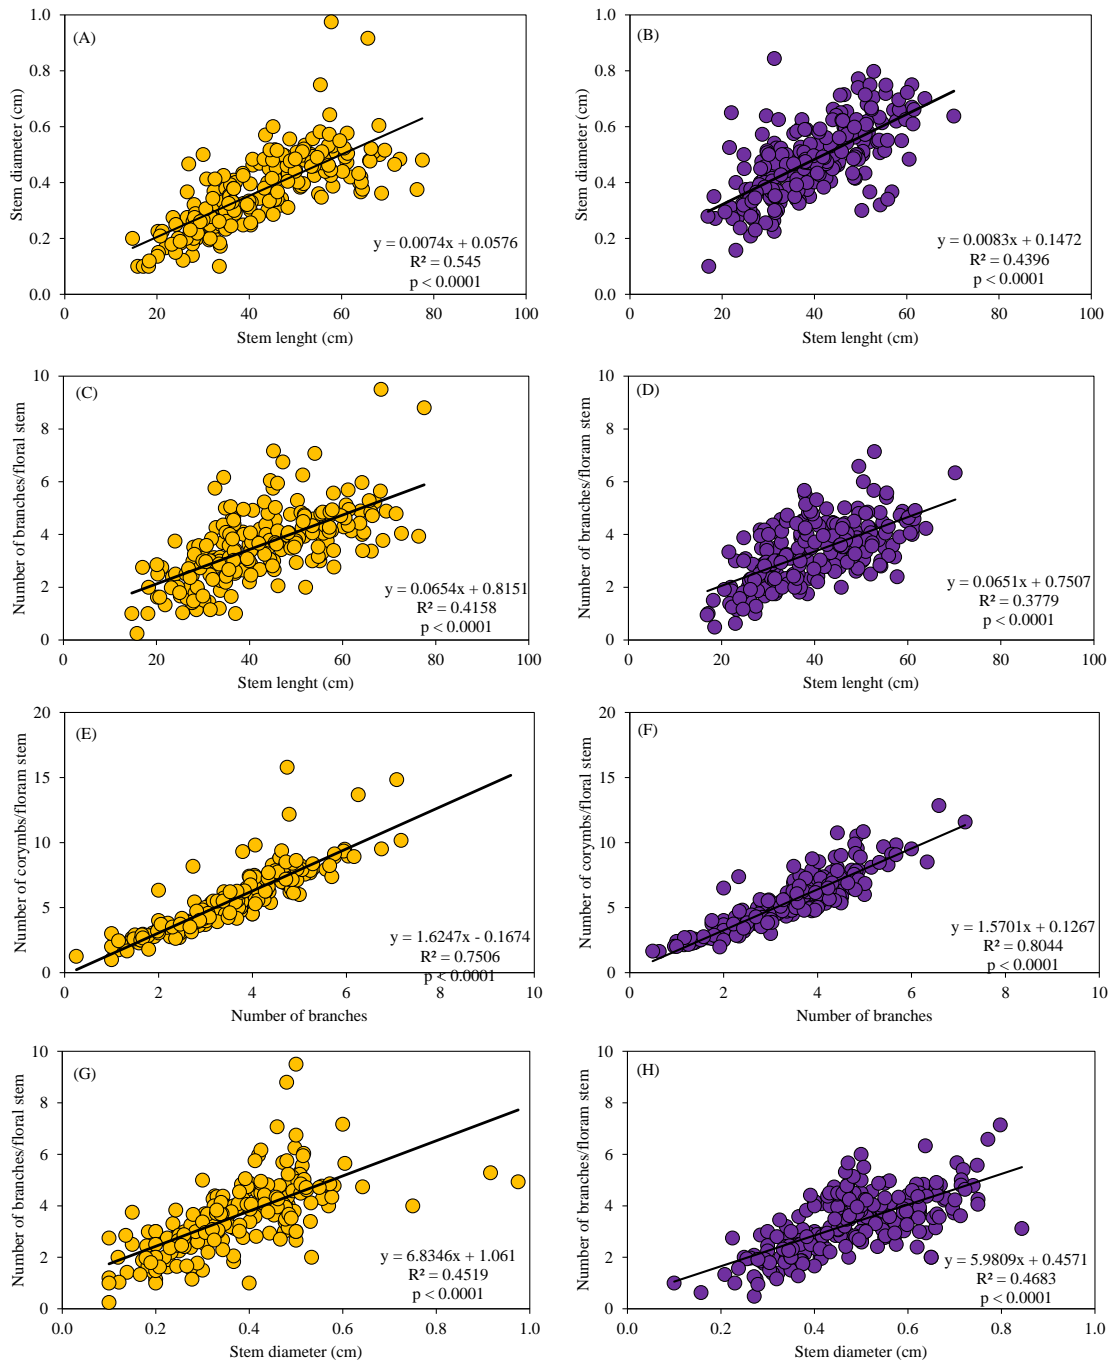 (A)
Stem diameter (cm)
1.0
0.8
0.6
0.4
0.2
0.0
y = 0.0074x + 0.0576
R² = 0.545
p < 0.0001
0 20 40 60 80 100
Stem lenght (cm)
(B)
Stem diameter (cm)
1.0
0.8
0.6
0.4
0.2
0.0
y = 0.0083x + 0.1472
R² = 0.4396
p < 0.0001
0 20 40 60 80 100
Stem lenght (cm)
(C)
Number of branches/floral stem
10
8
6
4
2
0
y = 0.0654x + 0.8151
R² = 0.4158
p < 0.0001
0 20 40 60 80 100
Stem lenght (cm)
(D)
Number of branches/floram stem
10
8
6
4
2
0
y = 0.0651x + 0.7507
R² = 0.3779
p < 0.0001
0 20 40 60 80 100
Stem lenght (cm)
(E)
Number of corymbs/floram stem
20
15
10
5
0
y = 1.6247x - 0.1674
R² = 0.7506
p < 0.0001
0 2 4 6 8 10
Number of branches
(F)
Number of corymbs/floral stem
20
15
10
5
0
y = 1.5701x + 0.1267
R² = 0.8044
p < 0.0001
0 2 4 6 8 10
Number of branches
(G)
Number of branches/floral stem
10
8
6
4
2
0
y = 6.8346x + 1.061
R² = 0.4519
p < 0.0001
0.0 0.2 0.4 0.6 0.8 1.0
Stem diameter (cm)
(H)
Number of branches/floram stem
10
8
6
4
2
0
y = 5.9809x + 0.4571
R² = 0.4683
p < 0.0001
0.0 0.2 0.4 0.6 0.8 1.0
Stem diameter (cm)